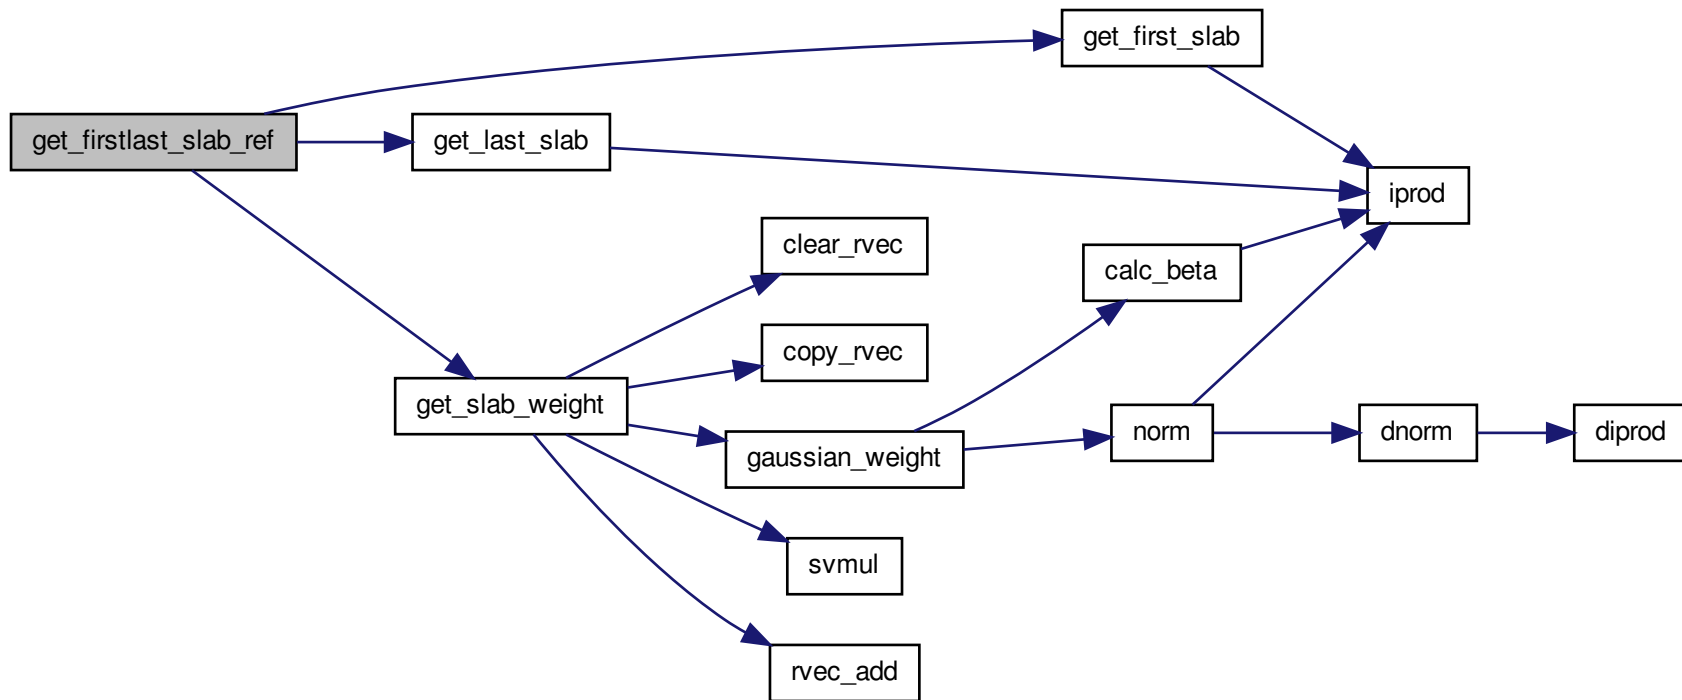 get_first_slab
get_firstlast_slab_ref
get_last_slab
iprod
clear_rvec
calc_beta
copy_rvec
get_slab_weight
gaussian_weight
norm
dnorm
diprod
svmul
rvec_add